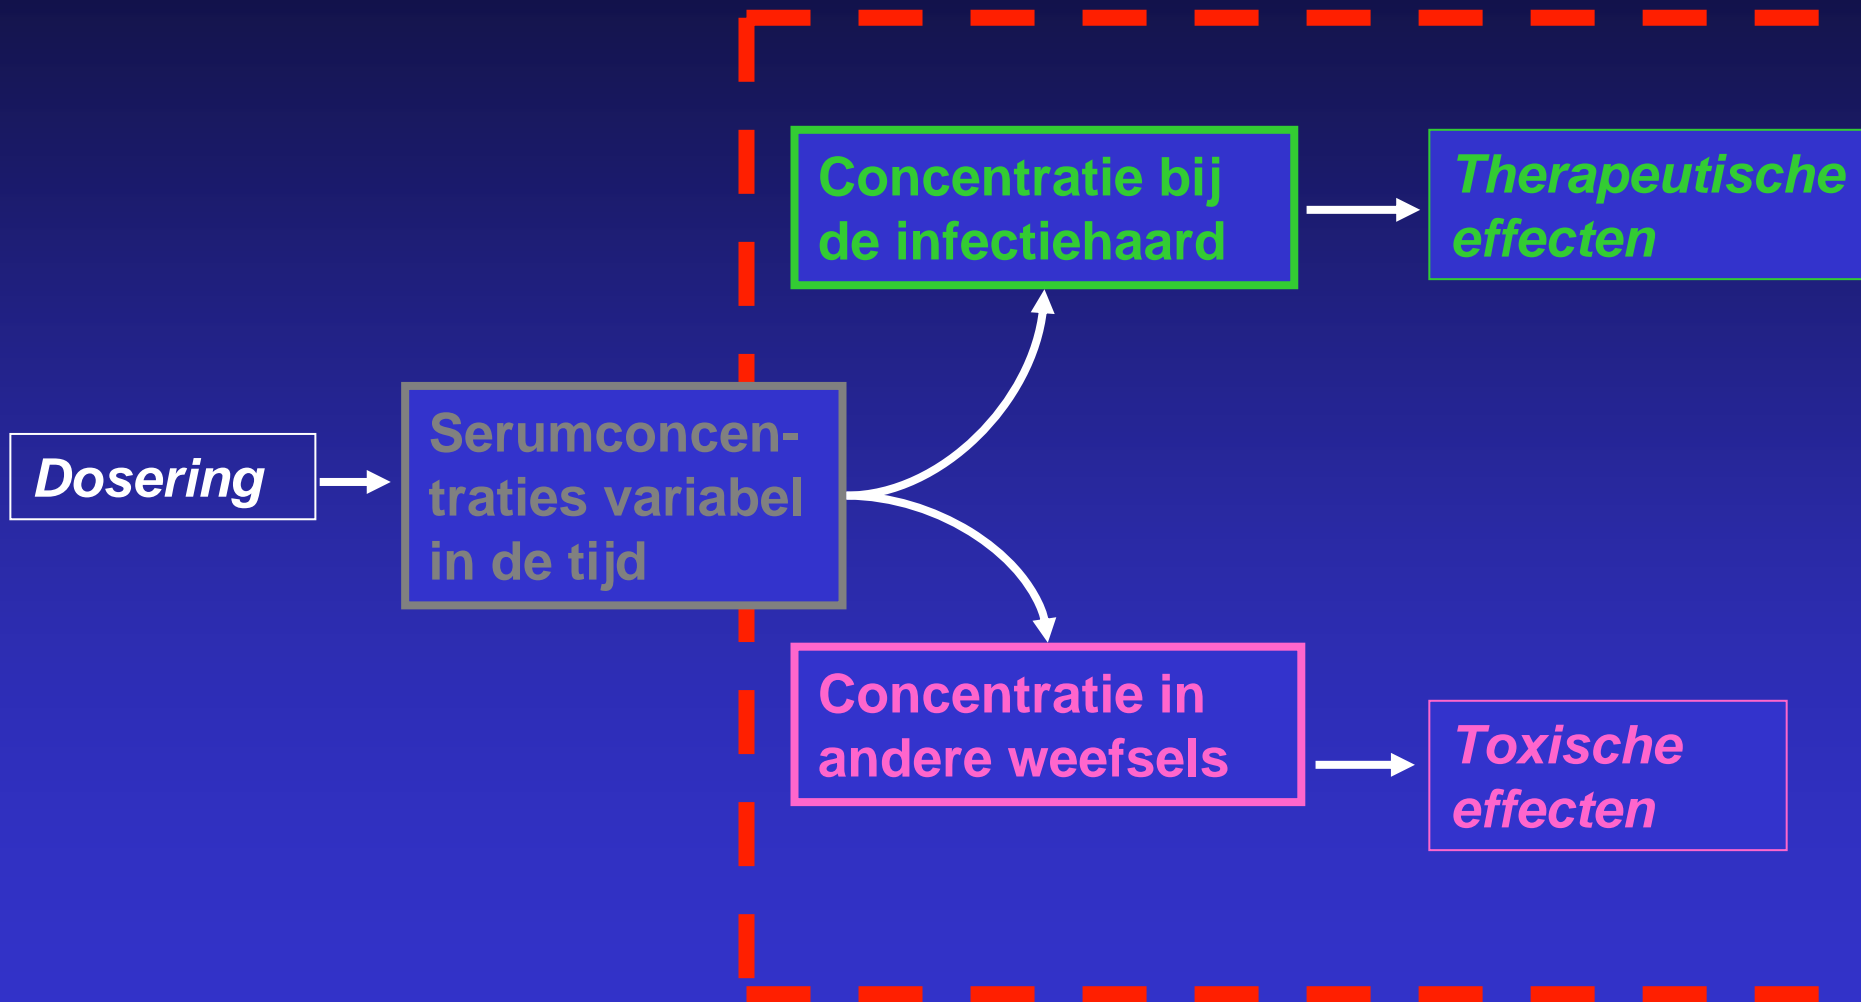 Concentratie bij
de infectiehaard
Therapeutische
effecten
Dosering
Serumconcen-
traties variabel
in de tijd
Concentratie in
andere weefsels
Toxische
effecten